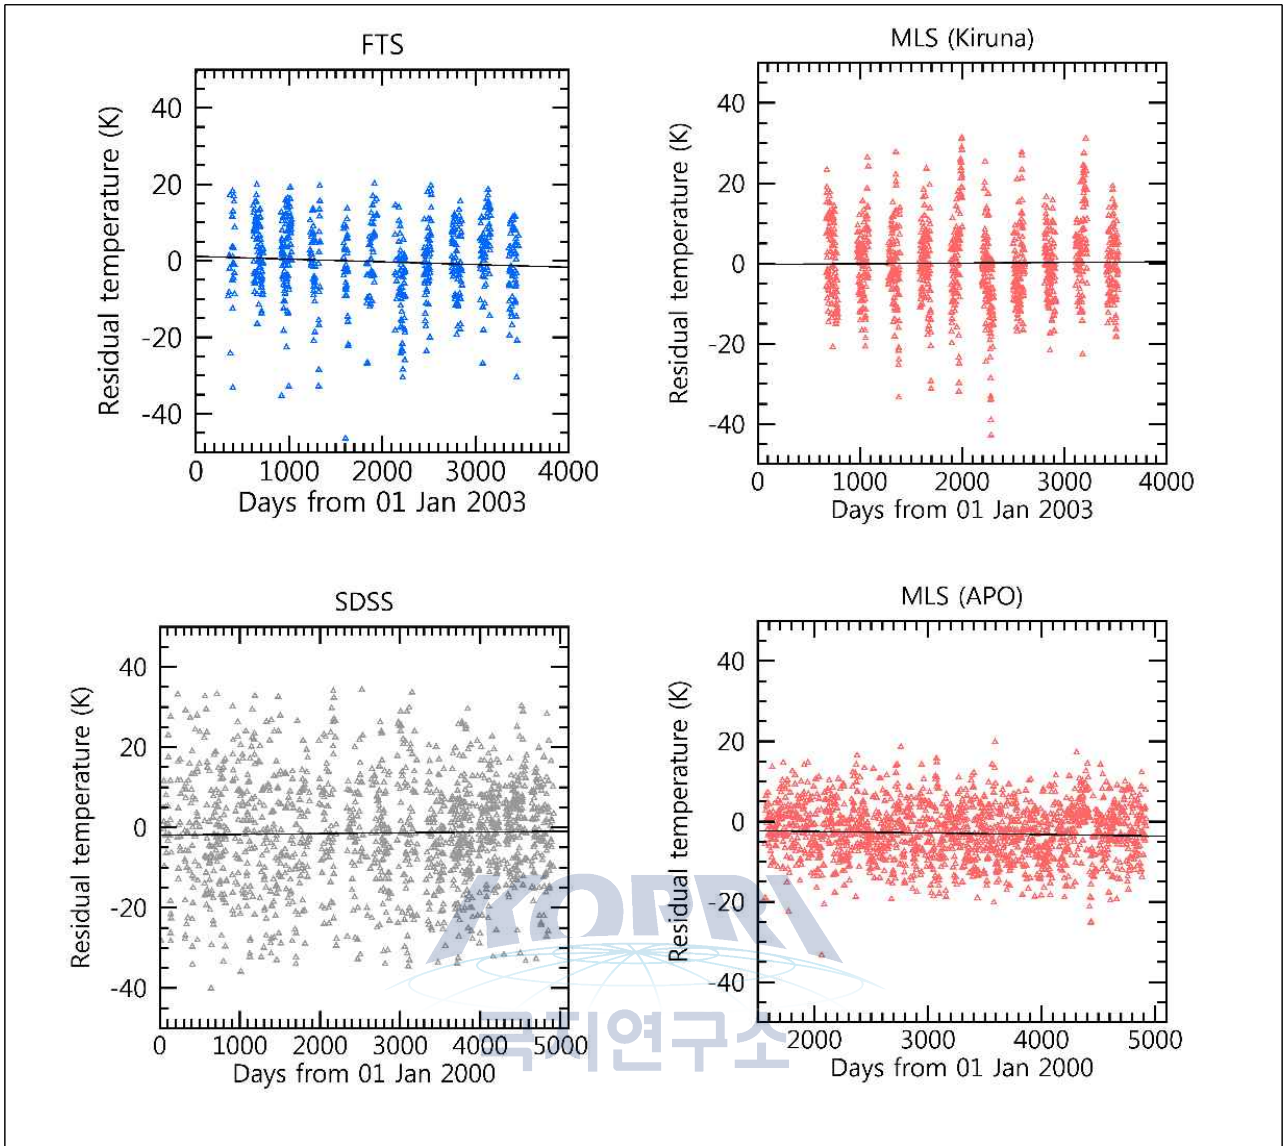 FTS
Residual temperature (K)
40
20
0
-20
-40
0 1000 2000 3000 4000
Days from 01 Jan 2003
MLS (Kiruna)
Residual temperature (K)
40
20
0
-20
-40
0 1000 2000 3000 4000
Days from 01 Jan 2003
SDSS
Residual temperature (K)
40
20
0
-20
-40
0 1000 2000 3000 4000 5000
Days from 01 Jan 2000
MLS (APO)
Residual temperature (K)
40
20
0
-20
-40
2000 3000 4000 5000
Days from 01 Jan 2000
KOPRI
극지연구소